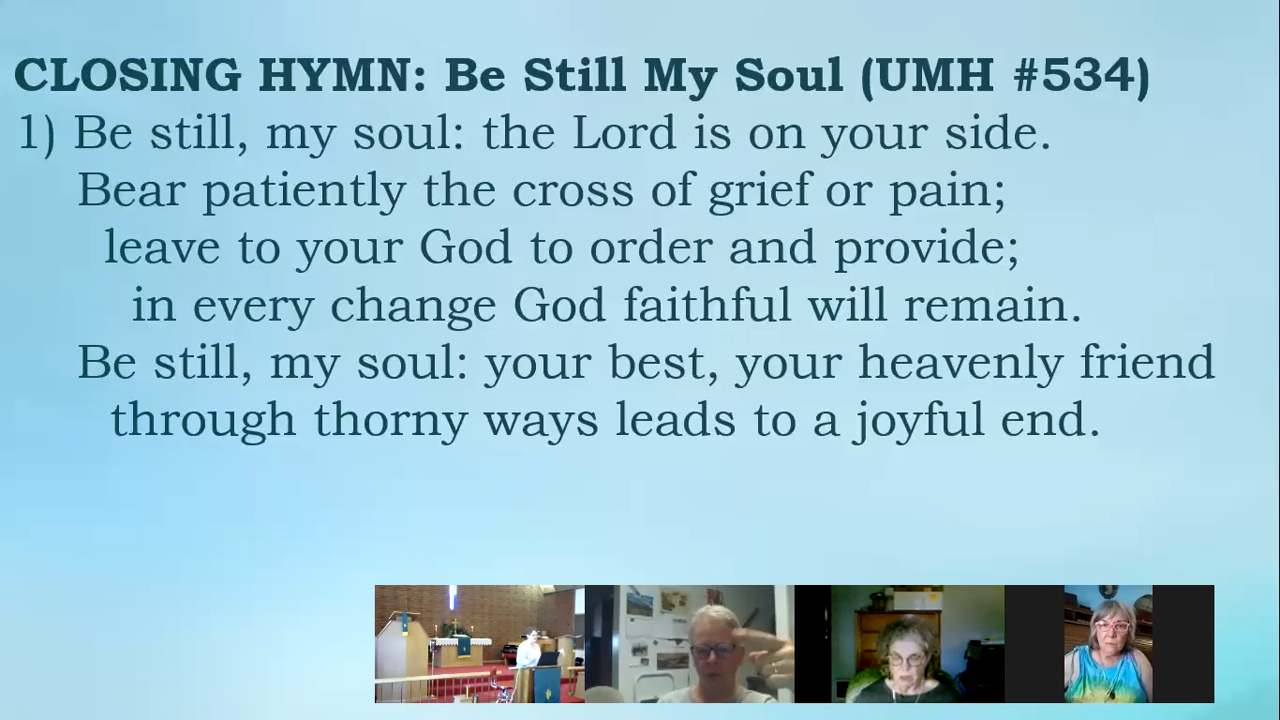 CLOSING HYMN: Be Still My Soul (UMH #534)
1) Be still, my soul: the Lord is on your side.
Bear patiently the cross of grief or pain;
leave to your God to order and provide;
in every change God faithful will remain.
Be still, my soul: your best, your heavenly friend
through thorny ways leads to a joyful end.